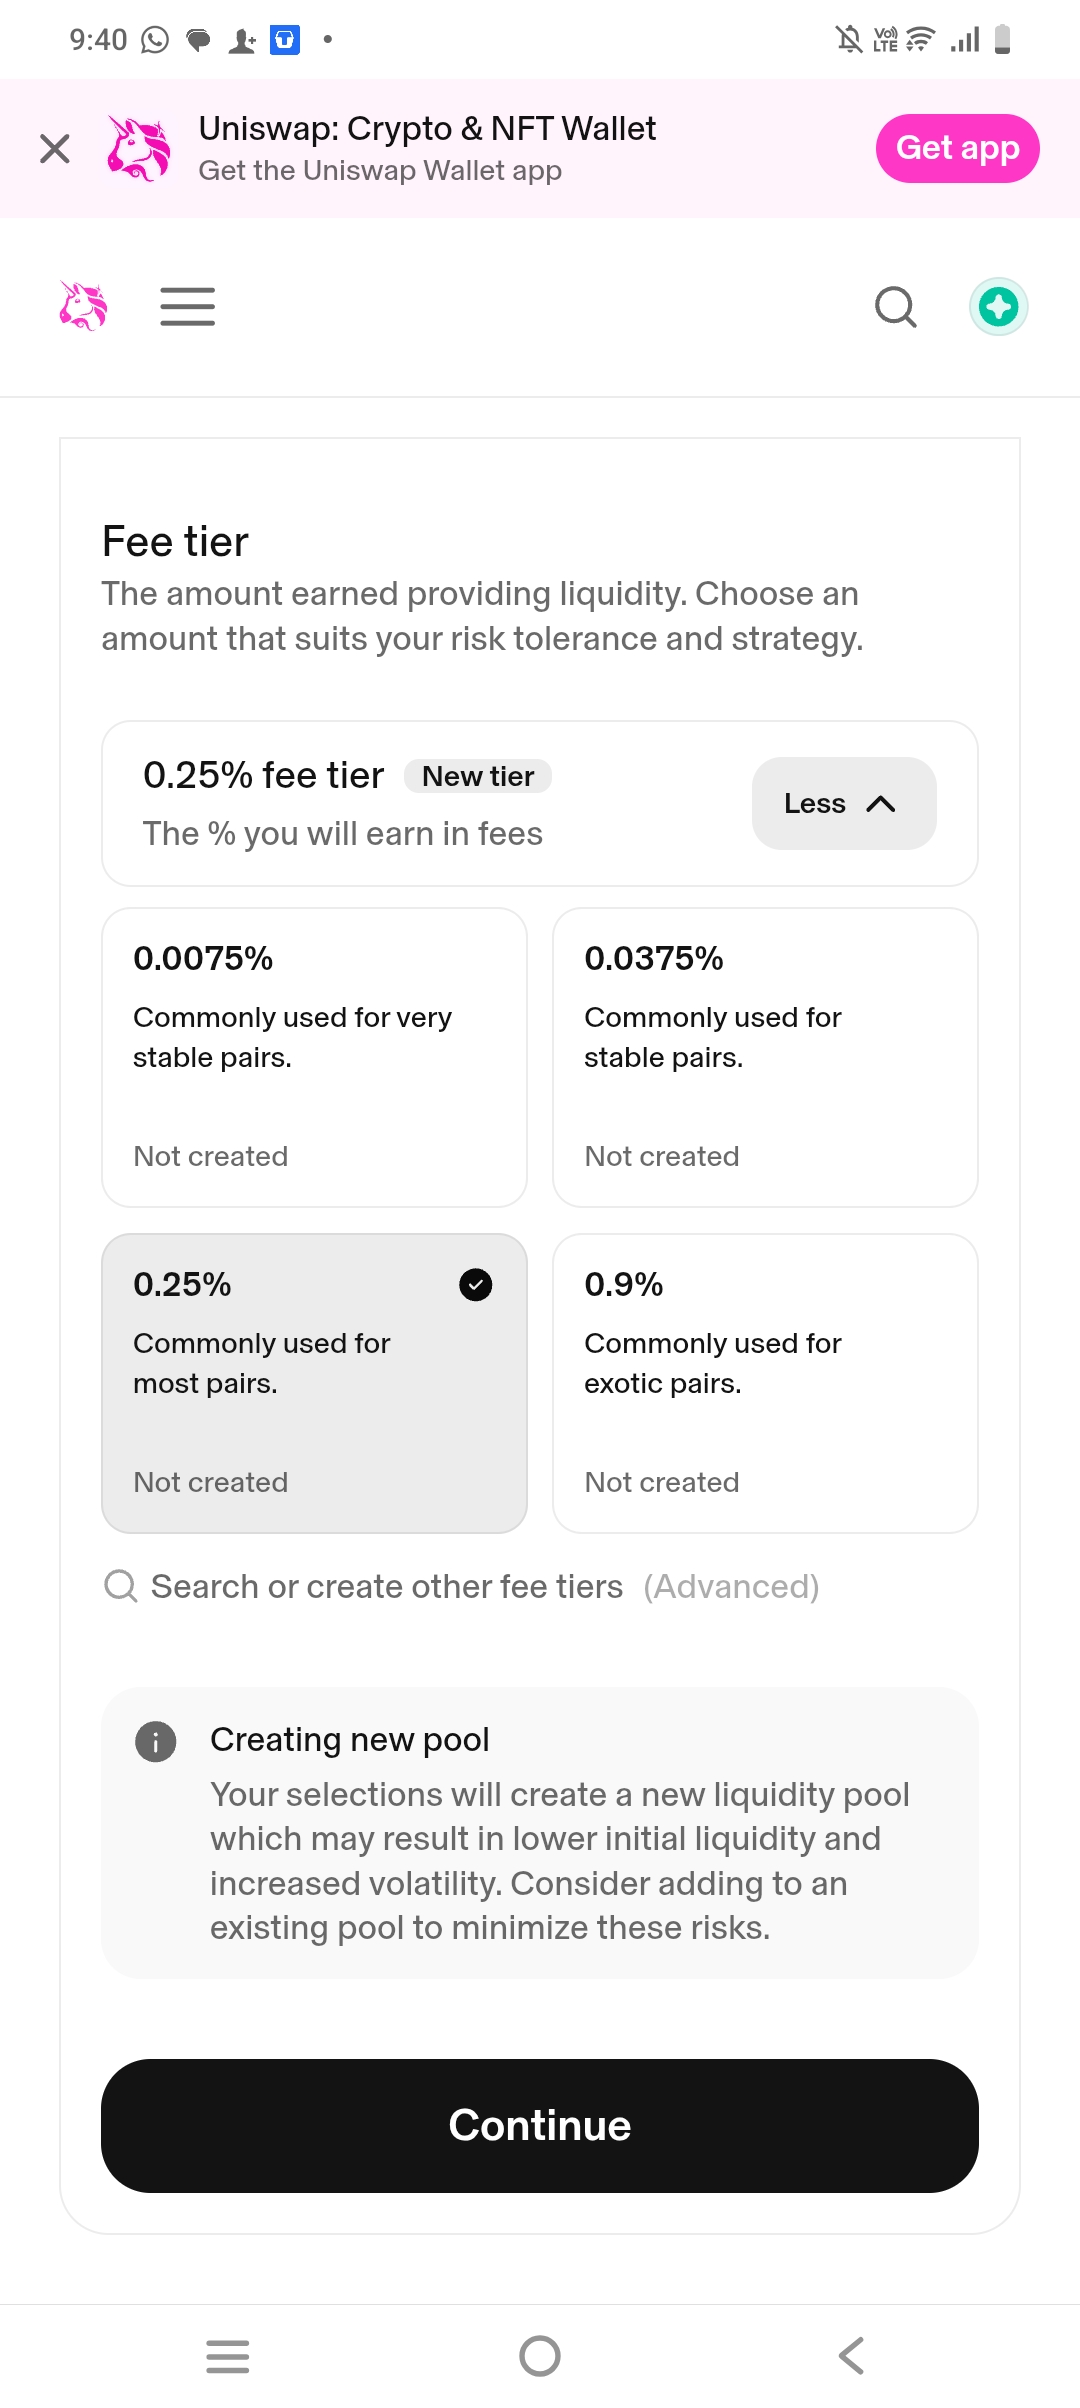 9:40
Vo))
LTE
Uniswap: Crypto & NFT Wallet
Get the Uniswap Wallet app
Get app
Fee tier
The amount earned providing liquidity. Choose an
amount that suits your risk tolerance and strategy.
0.25% fee tier New tier
The % you will earn in fees
Less
0.0075%
Commonly used for very
stable pairs.
Not created
0.0375%
Commonly used for
stable pairs.
Not created
0.25%
Commonly used for
most pairs.
Not created
0.9%
Commonly used for
exotic pairs.
Not created
Search or create other fee tiers (Advanced)
Creating new pool
Your selections will create a new liquidity pool
which may result in lower initial liquidity and
increased volatility. Consider adding to an
existing pool to minimize these risks.
Continue